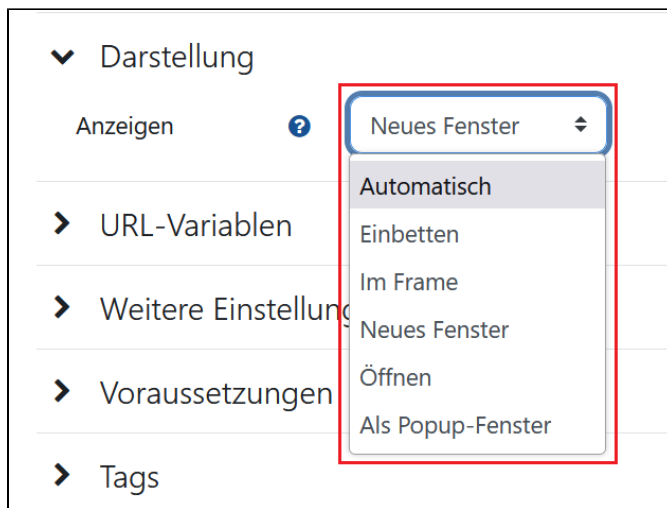 Darstellung
Anzeigen
Neues Fenster
Automatisch
Einbetten
Im Frame
Neues Fenster
Öffnen
Als Popup-Fenster
URL-Variablen
Weitere Einstellung
Voraussetzungen
Tags